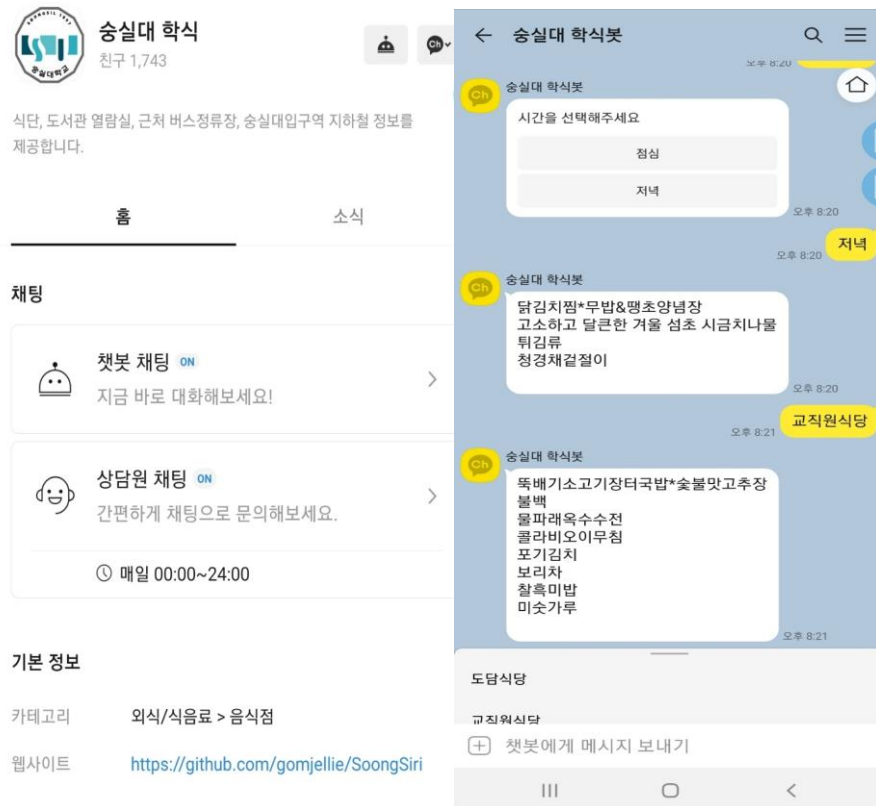 숭실대 학식
친구 1,743
Ch
식단, 도서관 열람실, 근처 버스정류장, 숭실대입구역 지하철 정보를
제공합니다.
홈
소식
채팅
챗봇 채팅 ON
지금 바로 대화해보세요!
상담원 채팅 ON
간편하게 채팅으로 문의해보세요.
매일 00:00~24:00
기본 정보
카테고리 외식/식음료 > 음식점
웹사이트 https://github.com/gomjellie/SoongSiri
숭실대 학식봇
오후 8:20
Ch
숭실대 학식봇
시간을 선택해주세요
점심
저녁
오후 8:20
저녁
오후 8:20
Ch
숭실대 학식봇
닭김치찜*무밥&땡초양념장
고소하고 달큰한 겨울 섬초 시금치나물
튀김류
청경채겉절이
오후 8:20
교직원식당
오후 8:21
Ch
숭실대 학식봇
뚝배기소고기장터국밥*숯불맛고추장
불백
물파래옥수수전
콜라비오이무침
포기김치
보리차
찰흑미밥
미숫가루
오후 8:21
도담식당
교직원식당
챗봇에게 메시지 보내기